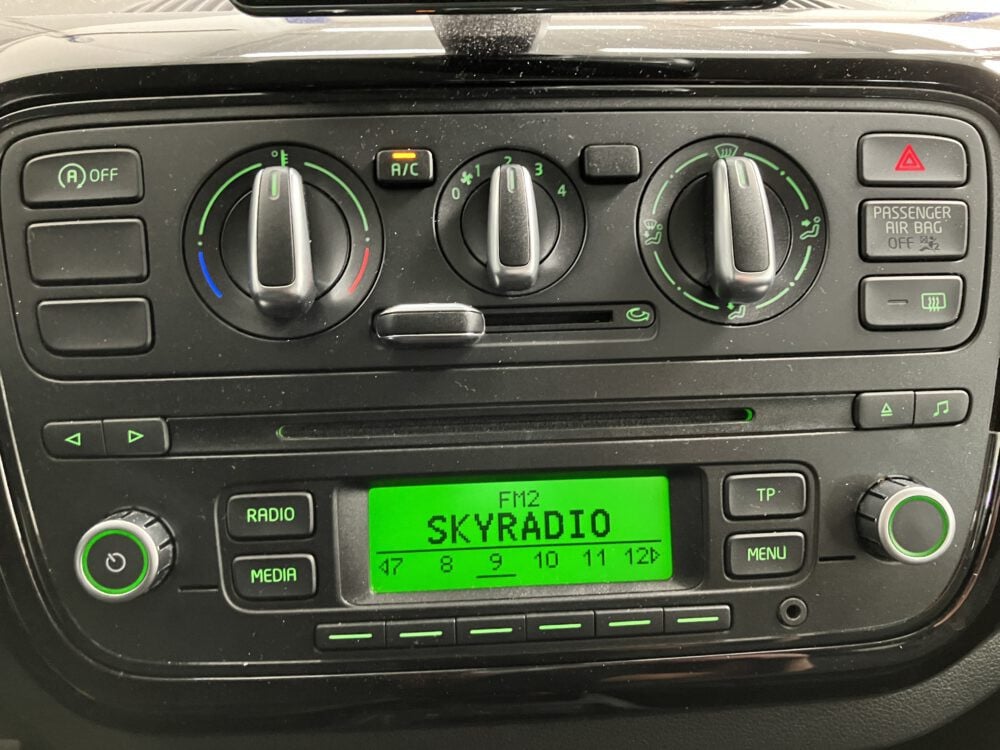 (A) OFF
A/C
0 1 2 3 4
PASSENGER
AIR BAG
OFF
RADIO
MEDIA
FM2
SKYRADIO
7 8 9 10 11 12
TP
MENU